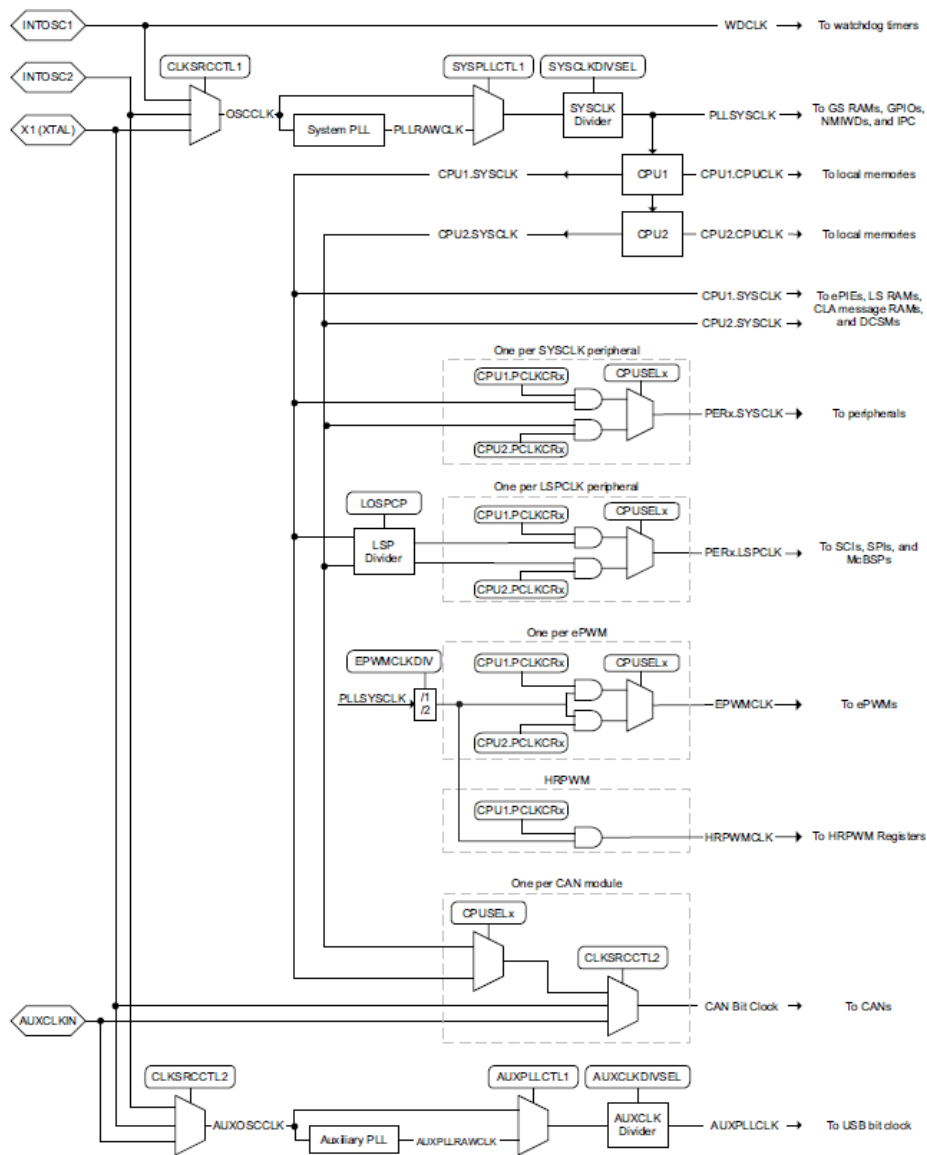 INTOSC1
WDCLK
To watchdog timers
CLKSRCCTL1
SYSPLLCTL1
SYSCLKDIVSEL
INTOSC2
X1 (XTAL)
OSCCLK
System PLL
PLLRAWCLK
SYSCLK
Divider
PLLSYSCLK
To GS RAMs, GPIOs,
NMIWDs, and IPC
CPU1.SYSCLK
CPU1
CPU1.CPUCLK
To local memories
CPU2.SYSCLK
CPU2
CPU2.CPUCLK
To local memories
CPU1.SYSCLK
CPU2.SYSCLK
To ePIEs, LS RAMs,
CLA message RAMs,
and DCSMs
One per SYSCLK peripheral
CPU1.PCLKCRx
CPUSELx
PERx.SYSCLK
To peripherals
CPU2.PCLKCRx
One per LSPCLK peripheral
LOSPCP
CPU1.PCLKCRx
CPUSELx
LSP
Divider
PERx.LSPCLK
To SCIs, SPIs, and
McBSPs
CPU2.PCLKCRx
One per ePWM
EPWMCLKDIV
CPU1.PCLKCRx
CPUSELx
PLLSYSCLK
/1
/2
EPWMCLK
To ePWMs
CPU2.PCLKCRx
HRPWM
CPU1.PCLKCRx
HRPWMCLK
To HRPWM Registers
One per CAN module
CPUSELx
CLKSRCCTL2
CAN Bit Clock
To CANs
AUXCLKIN
CLKSRCCTL2
AUXPLLCTL1
AUXCLKDIVSEL
AUXOSCCLK
Auxiliary PLL
AUXPLLRAWCLK
AUXCLK
Divider
AUXPLLCLK
To USB bit clock